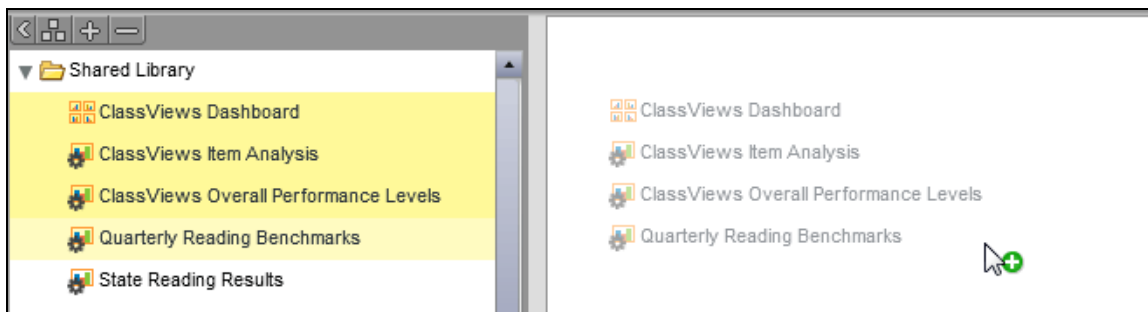 Shared Library
ClassViews Dashboard
ClassViews Item Analysis
ClassViews Overall Performance Levels
Quarterly Reading Benchmarks
State Reading Results
ClassViews Dashboard
ClassViews Item Analysis
ClassViews Overall Performance Levels
Quarterly Reading Benchmarks